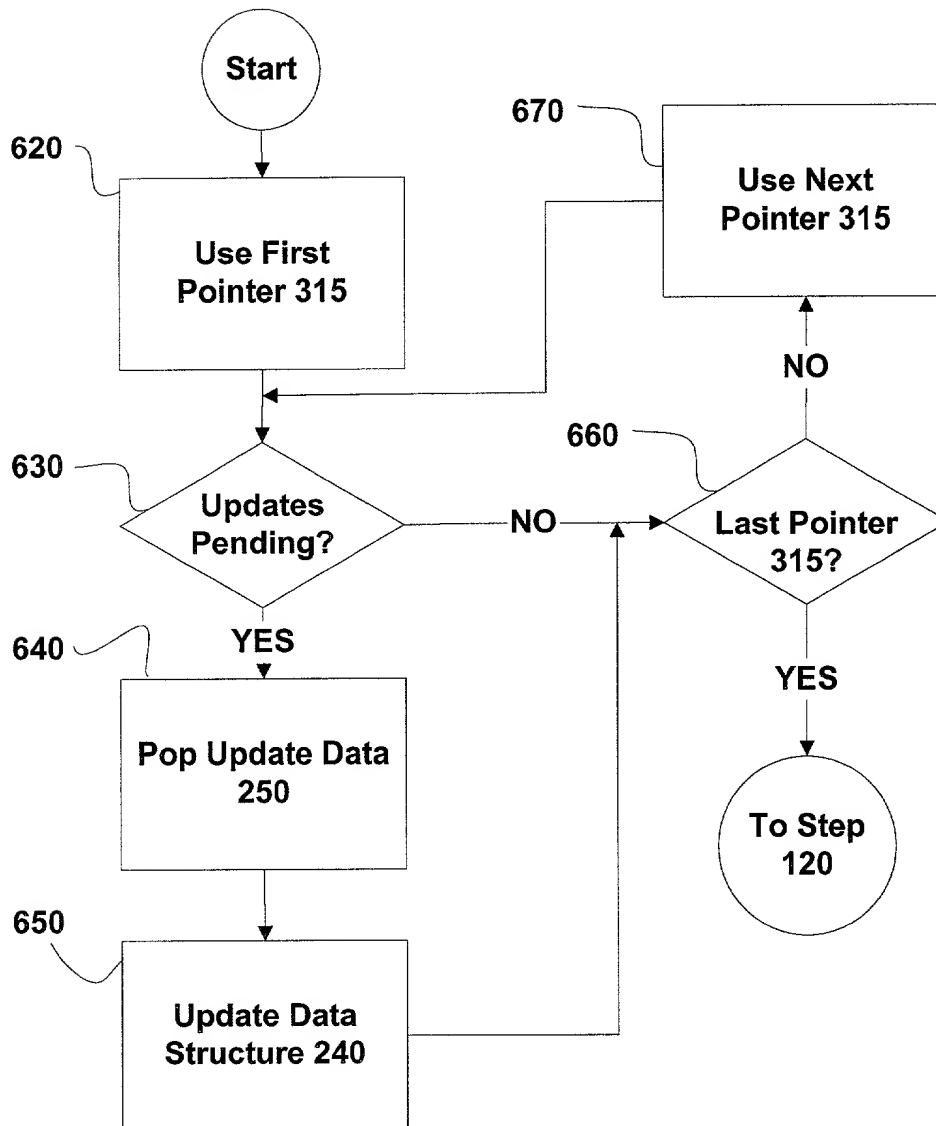 Start
620
Use First
Pointer 315
670
Use Next
Pointer 315
NO
630
Updates
Pending?
NO
660
Last Pointer
315?
YES
640
Pop Update Data
250
YES
To Step
120
650
Update Data
Structure 240